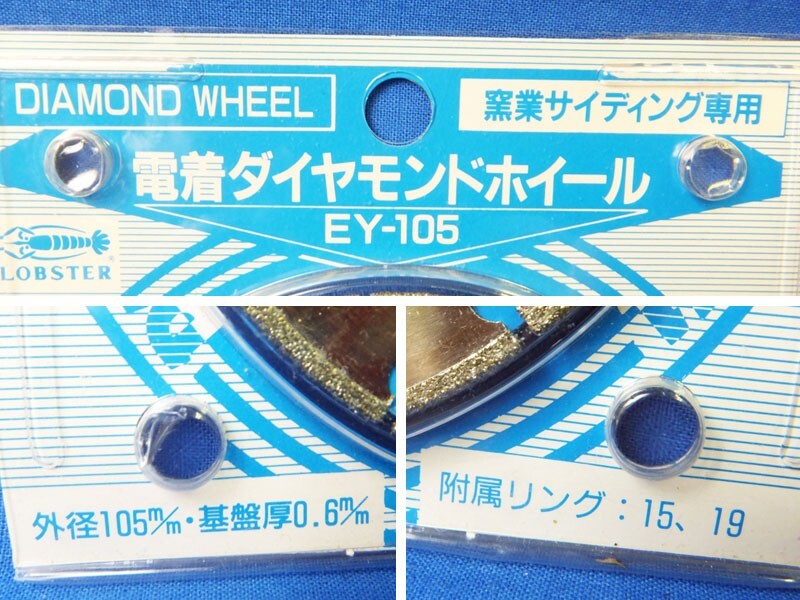 DIAMOND WHEEL
窯業サイディング専用
電着ダイヤモンドホイール
EY-105
LOBSTER®
外径105m/m・基盤厚0.6m/m
附属リング：15、19